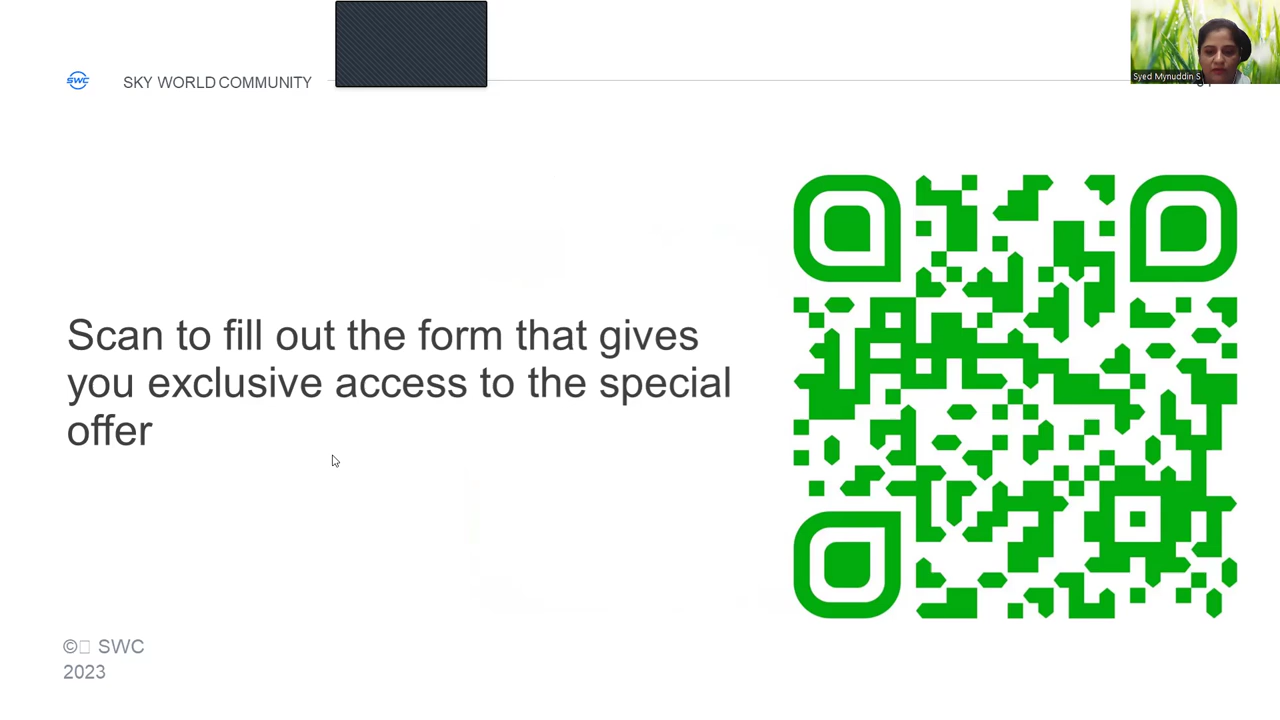 SWC
SKY WORLD COMMUNITY
Syed Mynuddin S
Scan to fill out the form that gives
you exclusive access to the special
offer
© SWC
2023